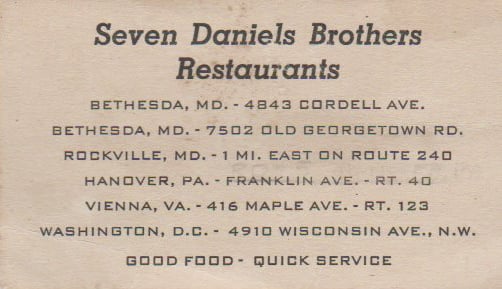 Seven Daniels Brothers
Restaurants
BETHESDA, MD. - 4843 CORDELL AVE.
BETHESDA, MD. - 7502 OLD GEORGETOWN RD.
ROCKVILLE, MD. - 1 MI. EAST ON ROUTE 240
HANOVER, PA. - FRANKLIN AVE. - RT. 40
VIENNA, VA. - 416 MAPLE AVE. - RT. 123
WASHINGTON, D.C. - 4910 WISCONSIN AVE., N.W.
GOOD FOOD - QUICK SERVICE